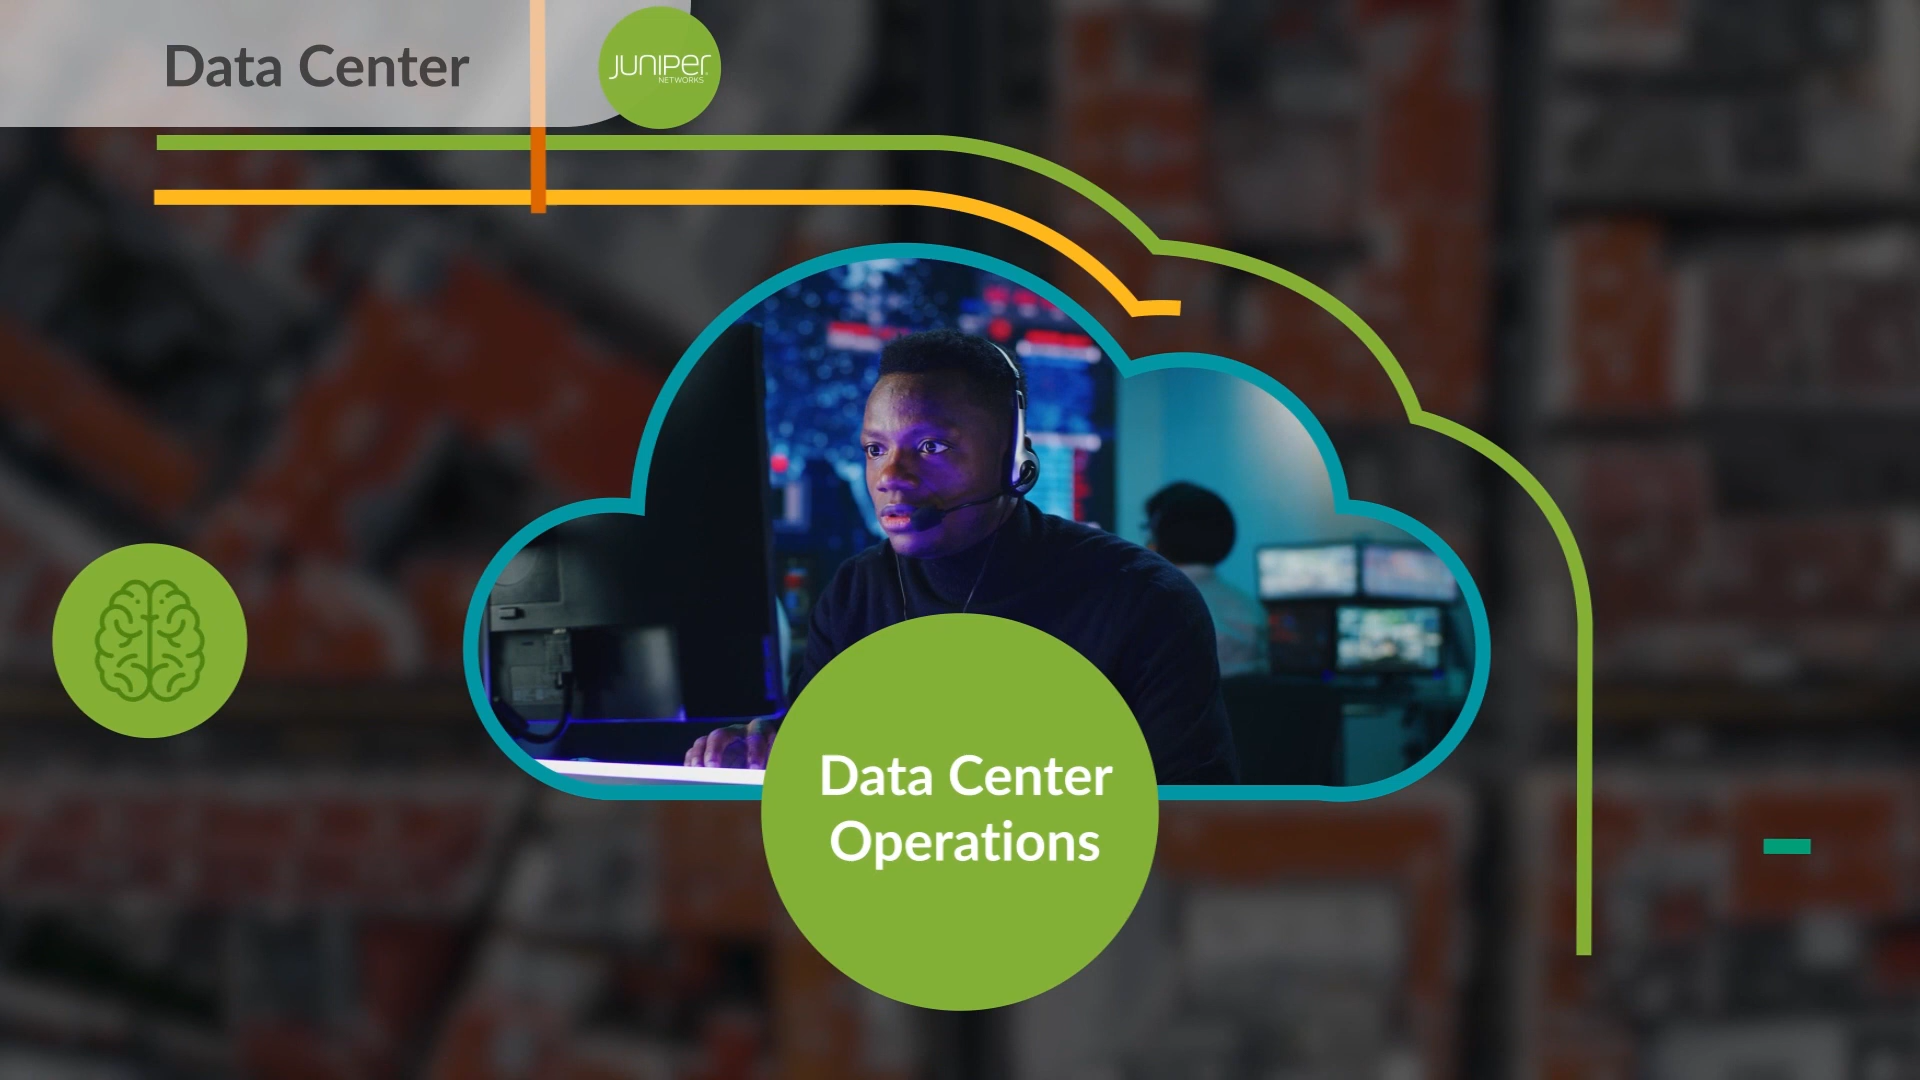 Data Center
JUNIPER
NETWORKS
Data Center
Operations